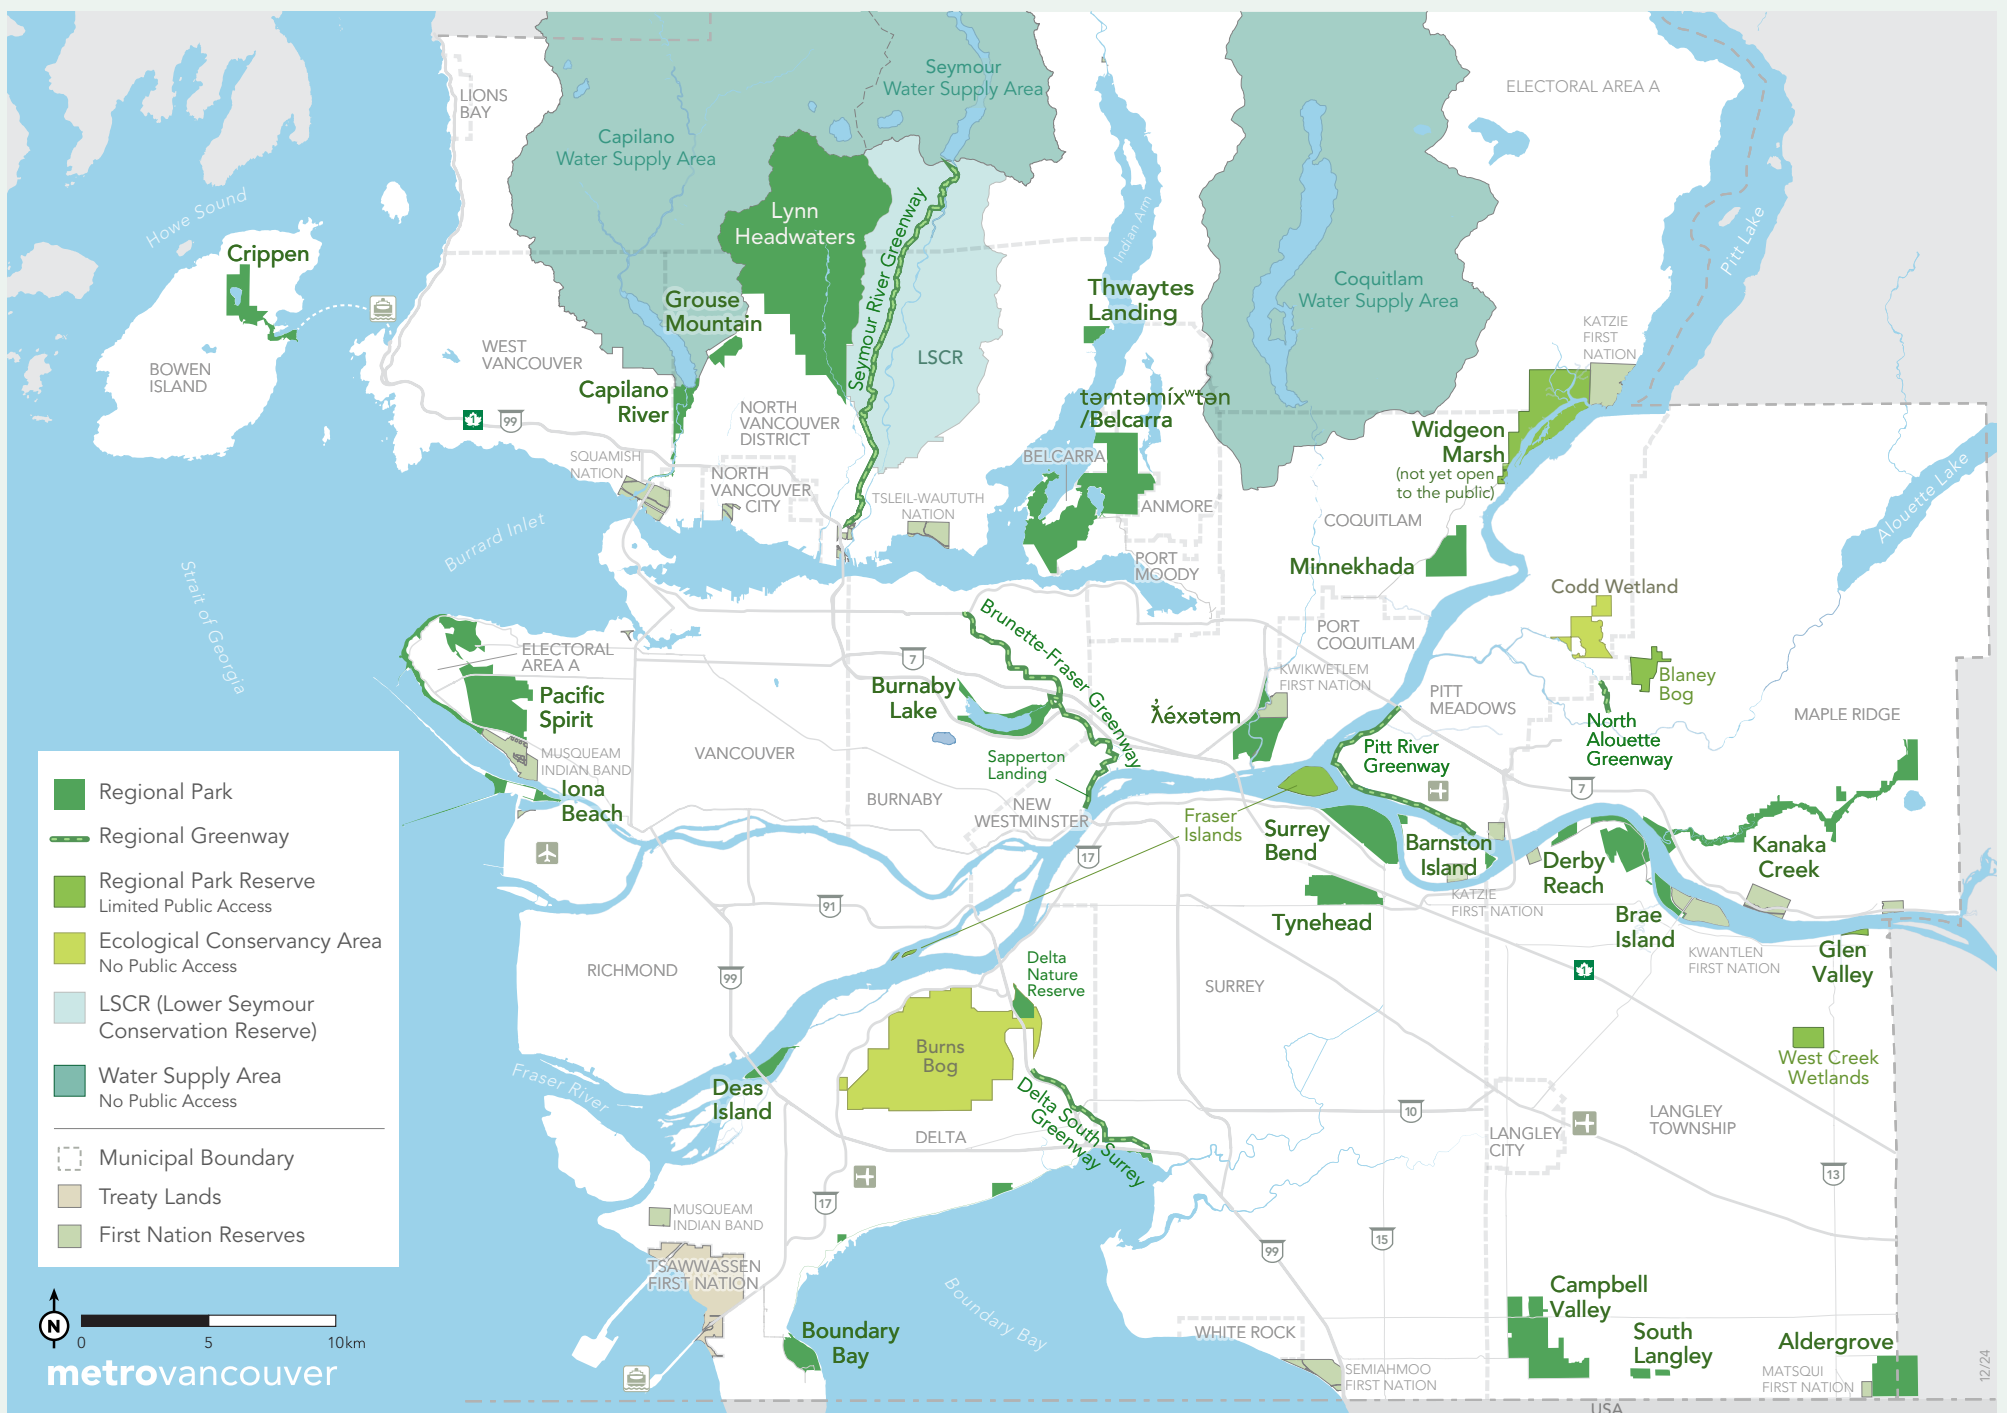 Seymour
Water Supply Area
ELECTORAL AREA A
LIONS
BAY
Capilano
Water Supply Area
Howe Sound
Lynn
Headwaters
Seymour River Greenway
Indian Arm
Pitt Lake
Crippen
Coquitlam
Water Supply Area
Thwaytes
Landing
Grouse
Mountain
KATZIE
FIRST
NATION
WEST
VANCOUVER
LSCR
BOWEN
ISLAND
Capilano
River
təmtəmíxʷtən
/Belcarra
NORTH
VANCOUVER
DISTRICT
1
99
Widgeon
Marsh
(not yet open
to the public)
SQUAMISH
NATION
BELCARRA
NORTH
VANCOUVER
CITY
TSLEIL-WAUTUTH
NATION
ANMORE
COQUITLAM
Alouette Lake
Burrard Inlet
PORT
MOODY
Minnekhada
Strait of Georgia
Codd Wetland
Brunette-Fraser Greenway
PORT
COQUITLAM
ELECTORAL
AREA A
7
KWIKWETLEM
FIRST NATION
Blaney
Bog
Pacific
Spirit
Burnaby
Lake
PITT
MEADOWS
ƛ̓éxətəm
North
Alouette
Greenway
MAPLE RIDGE
MUSQUEAM
INDIAN BAND
VANCOUVER
Sapperton
Landing
Pitt River
Greenway
Iona
Beach
BURNABY
NEW
WESTMINSTER
7
Fraser
Islands
Surrey
Bend
Barnston
Island
Derby
Reach
Kanaka
Creek
17
91
KATZIE
FIRST NATION
Tynehead
Brae
Island
KWANTLEN
FIRST NATION
Glen
Valley
RICHMOND
99
Delta
Nature
Reserve
SURREY
1
Burns
Bog
West Creek
Wetlands
Fraser River
Deas
Island
Delta South Surrey
Greenway
10
LANGLEY
TOWNSHIP
DELTA
LANGLEY
CITY
17
13
MUSQUEAM
INDIAN BAND
15
99
TSAWWASSEN
FIRST NATION
Boundary Bay
Campbell
Valley
Boundary
Bay
WHITE ROCK
South
Langley
Aldergrove
SEMIAHMOO
FIRST NATION
MATSQUI
FIRST NATION
12/24
USA
Regional Park
Regional Greenway
Regional Park Reserve
Limited Public Access
Ecological Conservancy Area
No Public Access
LSCR (Lower Seymour
Conservation Reserve)
Water Supply Area
No Public Access
Municipal Boundary
Treaty Lands
First Nation Reserves
N
0 5 10km
metrovancouver